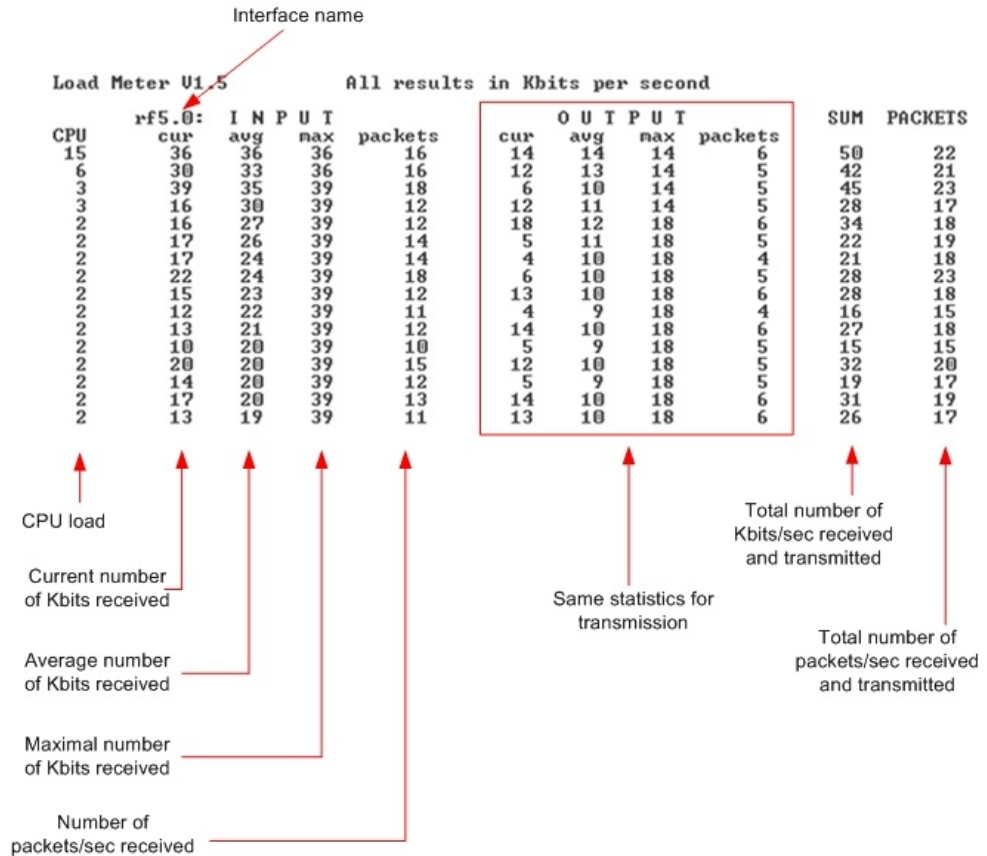 Interface name
Load Meter V1.5 All results in Kbits per second
rf5.0: I N P U T O U T P U T SUM PACKETS
CPU cur avg max packets cur avg max packets
15 36 36 36 16 14 14 14 6 50 22
6 30 33 36 16 12 13 14 5 42 21
3 39 35 39 18 6 10 14 5 45 23
3 16 30 39 12 12 11 14 5 28 17
2 16 27 39 12 18 12 18 6 34 18
2 17 26 39 14 5 11 18 5 22 19
2 17 24 39 14 4 10 18 4 21 18
2 22 24 39 18 6 10 18 5 28 23
2 15 23 39 12 13 10 18 6 28 18
2 12 22 39 11 4 9 18 4 16 15
2 13 21 39 12 14 10 18 6 27 18
2 10 20 39 10 5 9 18 5 15 15
2 20 20 39 15 12 10 18 5 32 20
2 14 20 39 12 5 9 18 5 19 17
2 17 20 39 13 14 10 18 6 31 19
2 13 19 39 11 13 10 18 6 26 17
CPU load
Current number
of Kbits received
Average number
of Kbits received
Maximal number
of Kbits received
Number of
packets/sec received
Same statistics for
transmission
Total number of
Kbits/sec received
and transmitted
Total number of
packets/sec received
and transmitted